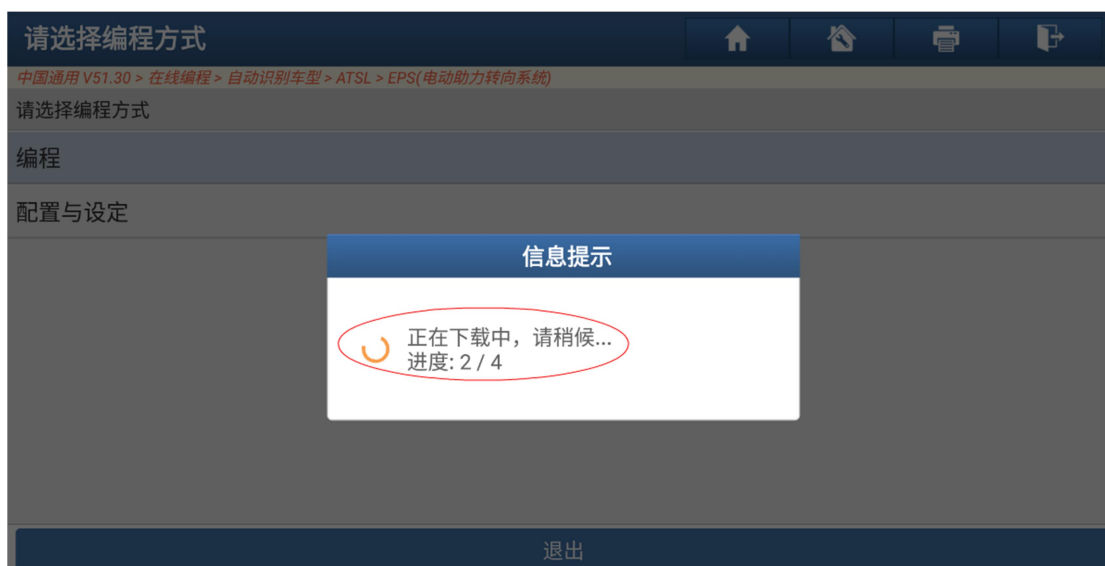 请选择编程方式
中国通用 V51.30 > 在线编程 > 自动识别车型 > ATSL > EPS(电动助力转向系统)
请选择编程方式
编程
配置与设定
信息提示
正在下载中，请稍候...
进度: 2 / 4
退出